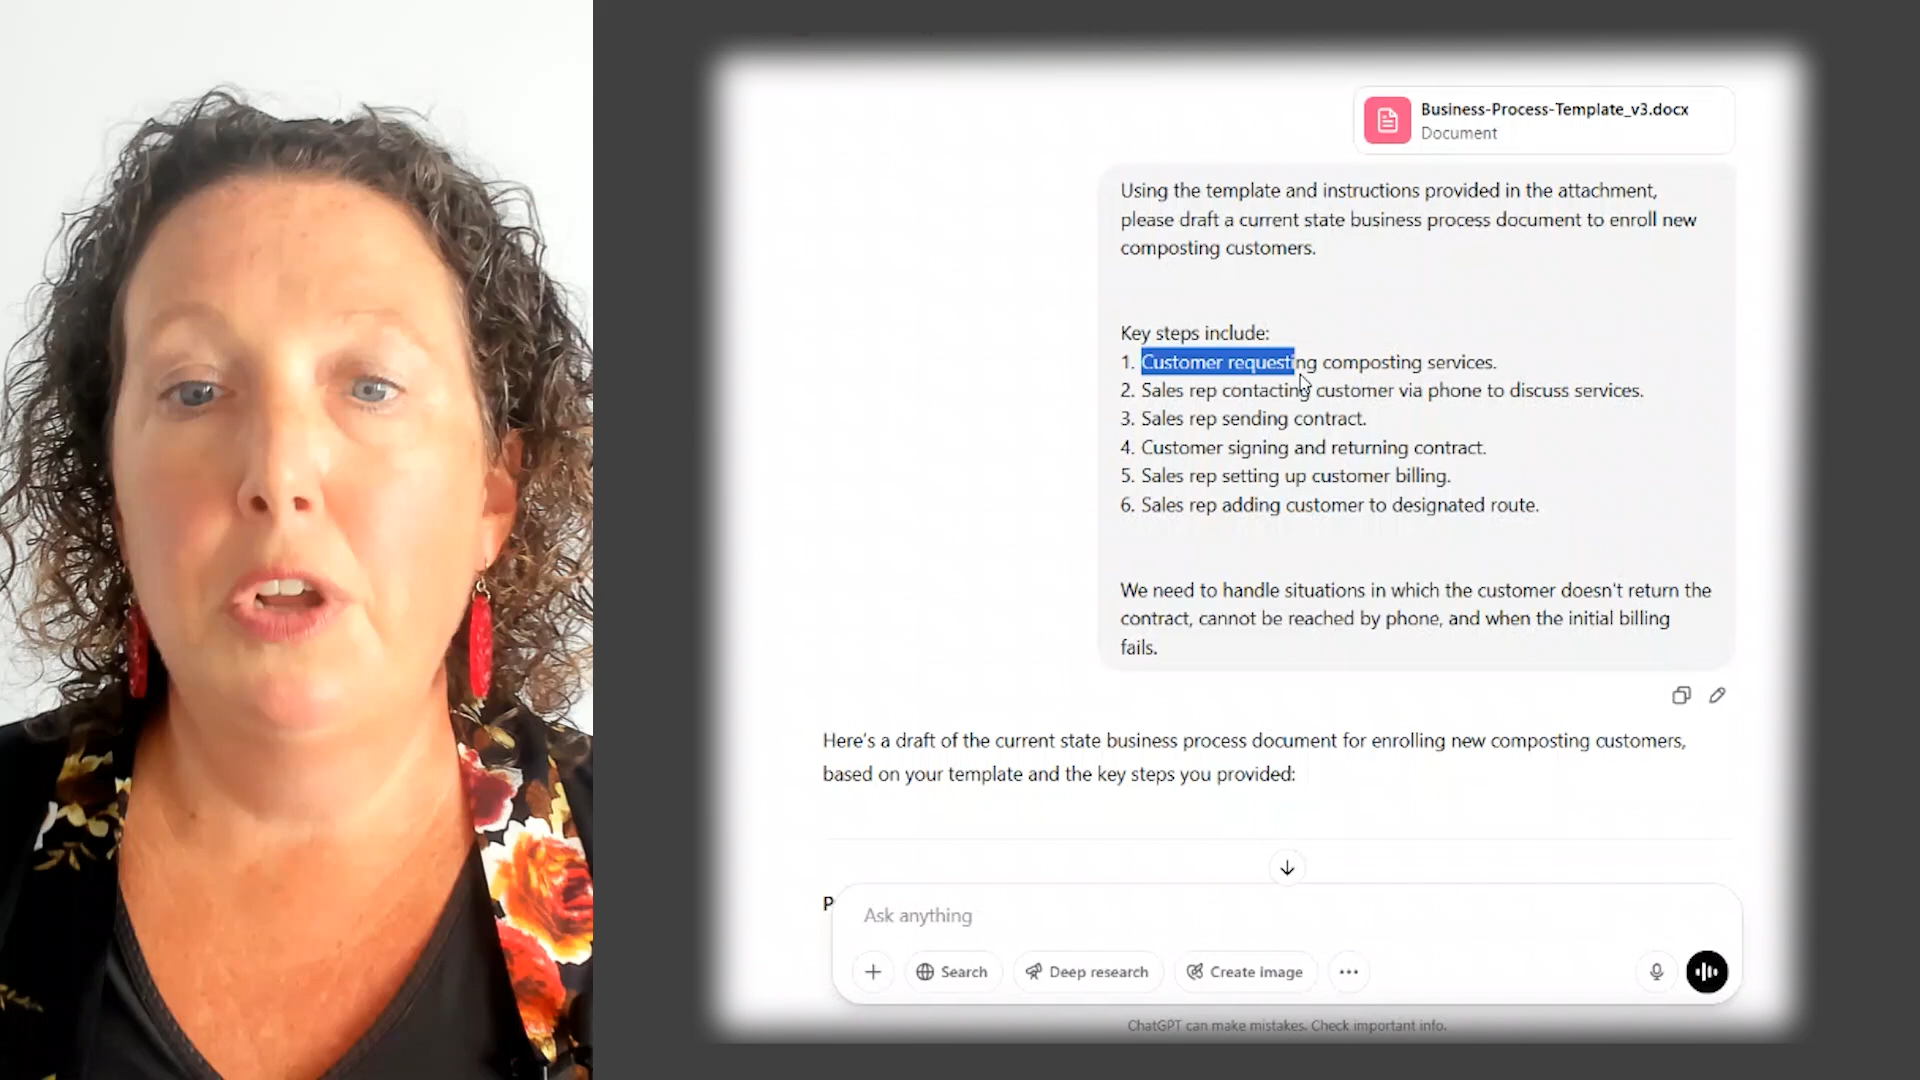 Business-Process-Template_v3.docx
Document
Using the template and instructions provided in the attachment,
please draft a current state business process document to enroll new
composting customers.
Key steps include:
1. Customer requesting composting services.
2. Sales rep contacting customer via phone to discuss services.
3. Sales rep sending contract.
4. Customer signing and returning contract.
5. Sales rep setting up customer billing.
6. Sales rep adding customer to designated route.
We need to handle situations in which the customer doesn't return the
contract, cannot be reached by phone, and when the initial billing
fails.
Here's a draft of the current state business process document for enrolling new composting customers,
based on your template and the key steps you provided:
P
Ask anything
Search
Deep research
Create image
ChatGPT can make mistakes. Check important info.